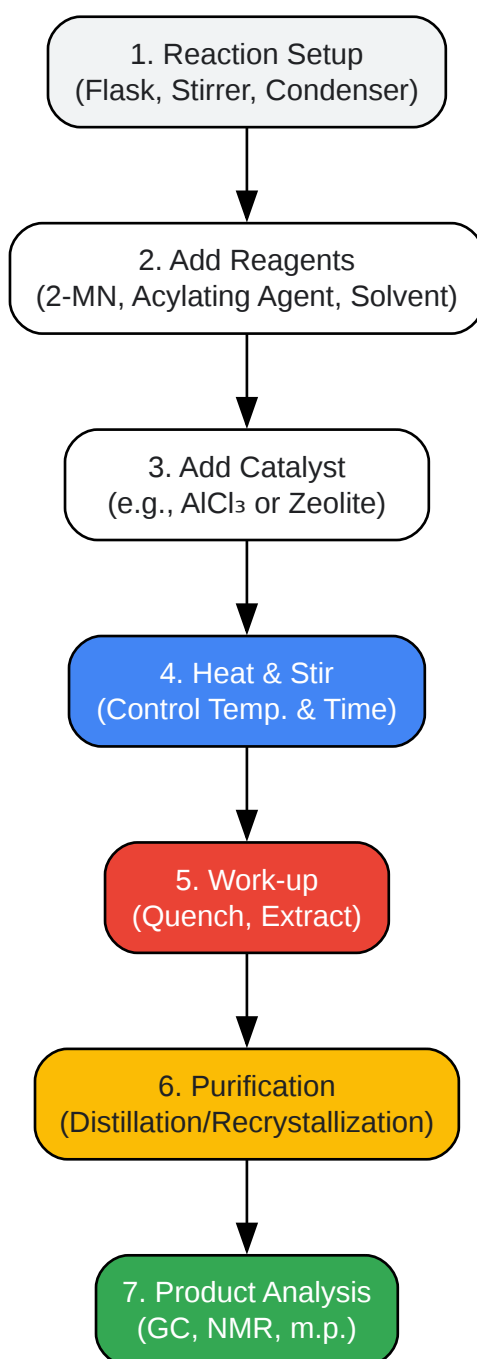 1. Reaction Setup
(Flask, Stirrer, Condenser)
2. Add Reagents
(2-MN, Acylating Agent, Solvent)
3. Add Catalyst
(e.g., AlCl₃ or Zeolite)
4. Heat & Stir
(Control Temp. & Time)
5. Work-up
(Quench, Extract)
6. Purification
(Distillation/Recrystallization)
7. Product Analysis
(GC, NMR, m.p.)